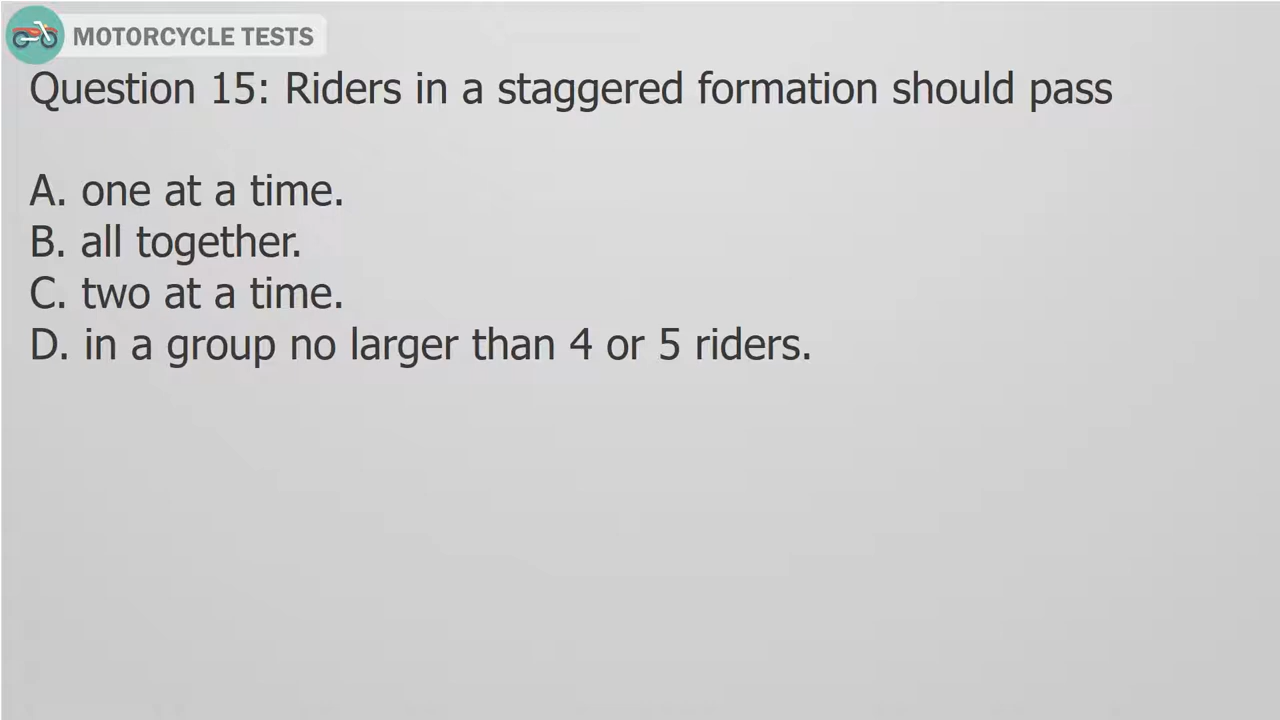 MOTORCYCLE TESTS
Question 15: Riders in a staggered formation should pass
A. one at a time.
B. all together.
C. two at a time.
D. in a group no larger than 4 or 5 riders.